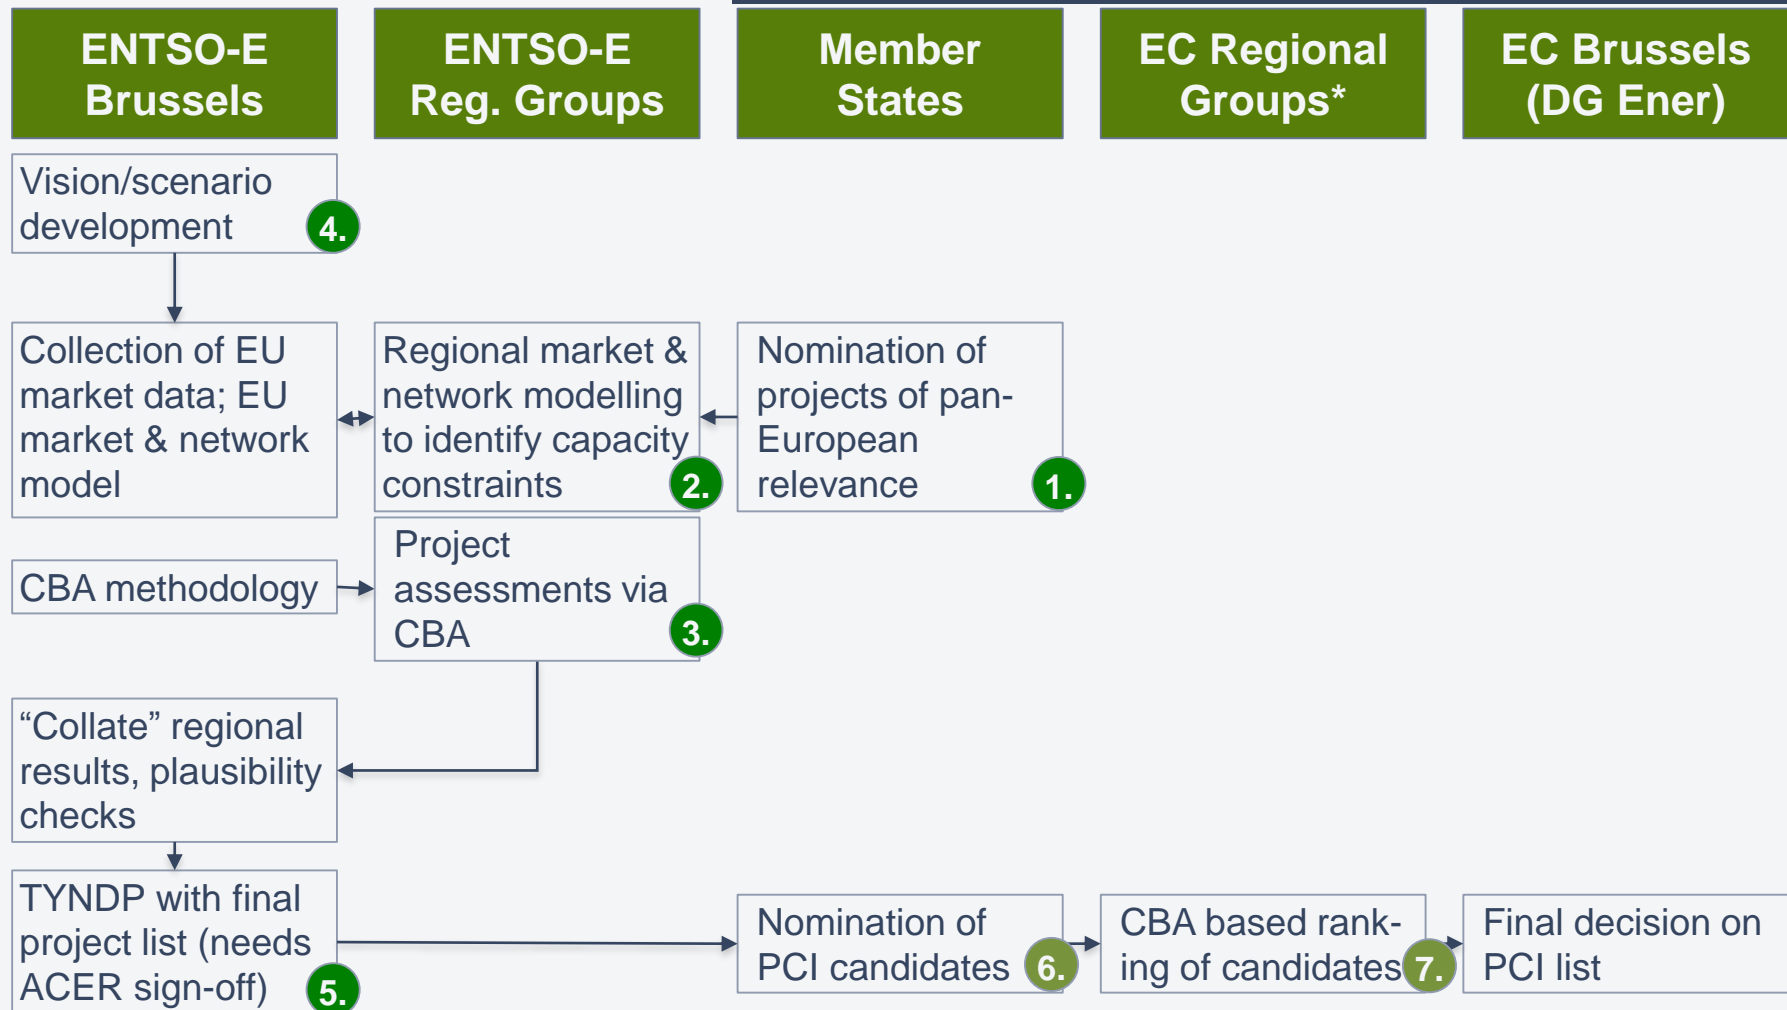 ENTSO-E
Brussels
ENTSO-E
Reg. Groups
Member
States
EC Regional
Groups*
EC Brussels
(DG Ener)
Vision/scenario
development
4.
Collection of EU
market data; EU
market & network
model
Regional market &
network modelling
to identify capacity
constraints
2.
Nomination of
projects of pan-
European
relevance
1.
CBA methodology
Project
assessments via
CBA
3.
“Collate” regional
results, plausibility
checks
TYNDP with final
project list (needs
ACER sign-off)
5.
Nomination of
PCI candidates
6.
CBA based rank-
ing of candidates
7.
Final decision on
PCI list